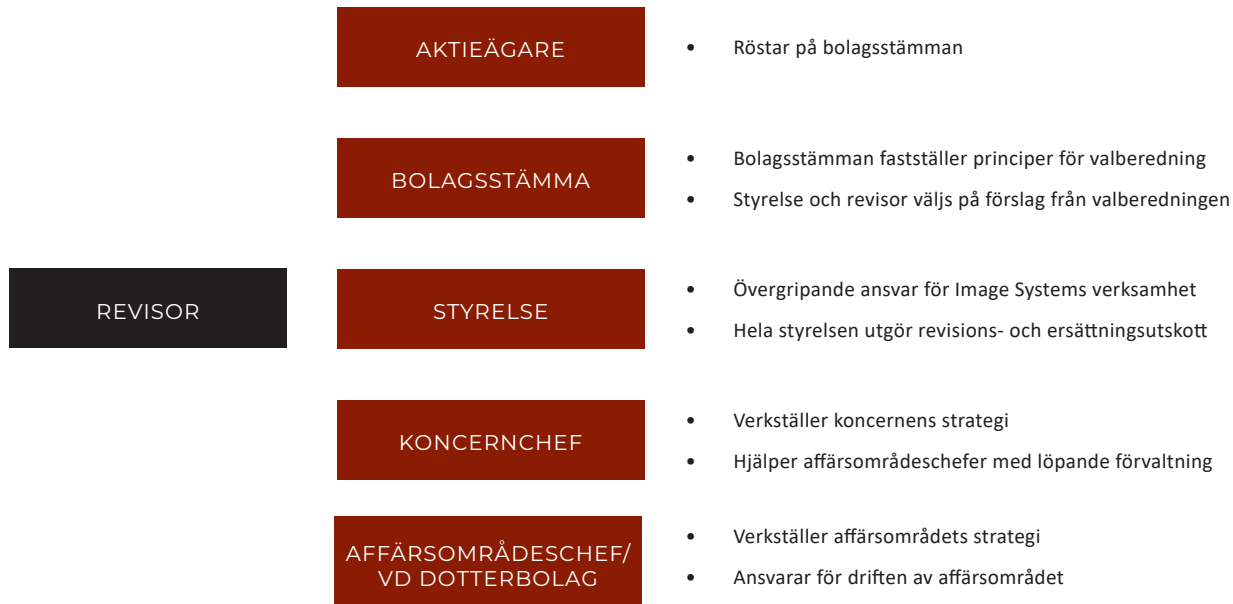 AKTIEÄGARE
• Röstar på bolagsstämman
BOLAGSSTÄMMA
• Bolagsstämman fastställer principer för valberedning
• Styrelse och revisor väljs på förslag från valberedningen
REVISOR
STYRELSE
• Övergripande ansvar för Image Systems verksamhet
• Hela styrelsen utgör revisions- och ersättningsutskott
KONCERNCHEF
• Verkställer koncernens strategi
• Hjälper affärsområdeschefer med löpande förvaltning
AFFÄRSOMRÅDESCHEF/
VD DOTTERBOLAG
• Verkställer affärsområdets strategi
• Ansvarar för driften av affärsområdet